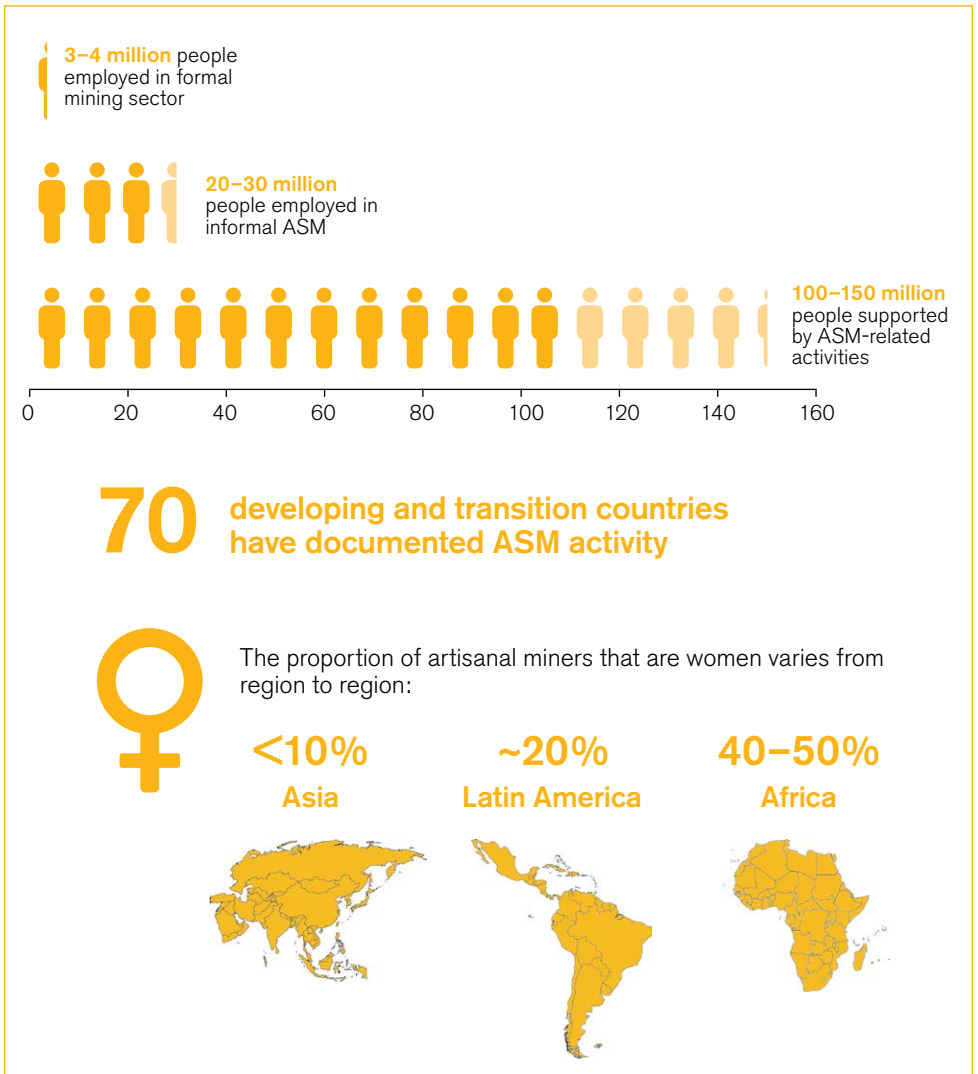 3–4 million people
employed in formal
mining sector
20–30 million
people employed in
informal ASM
100–150 million
people supported
by ASM-related
activities
0 20 40 60 80 100 120 140 160
70 developing and transition countries
have documented ASM activity
The proportion of artisanal miners that are women varies from
region to region:
<10% ~20% 40–50%
Asia Latin America Africa